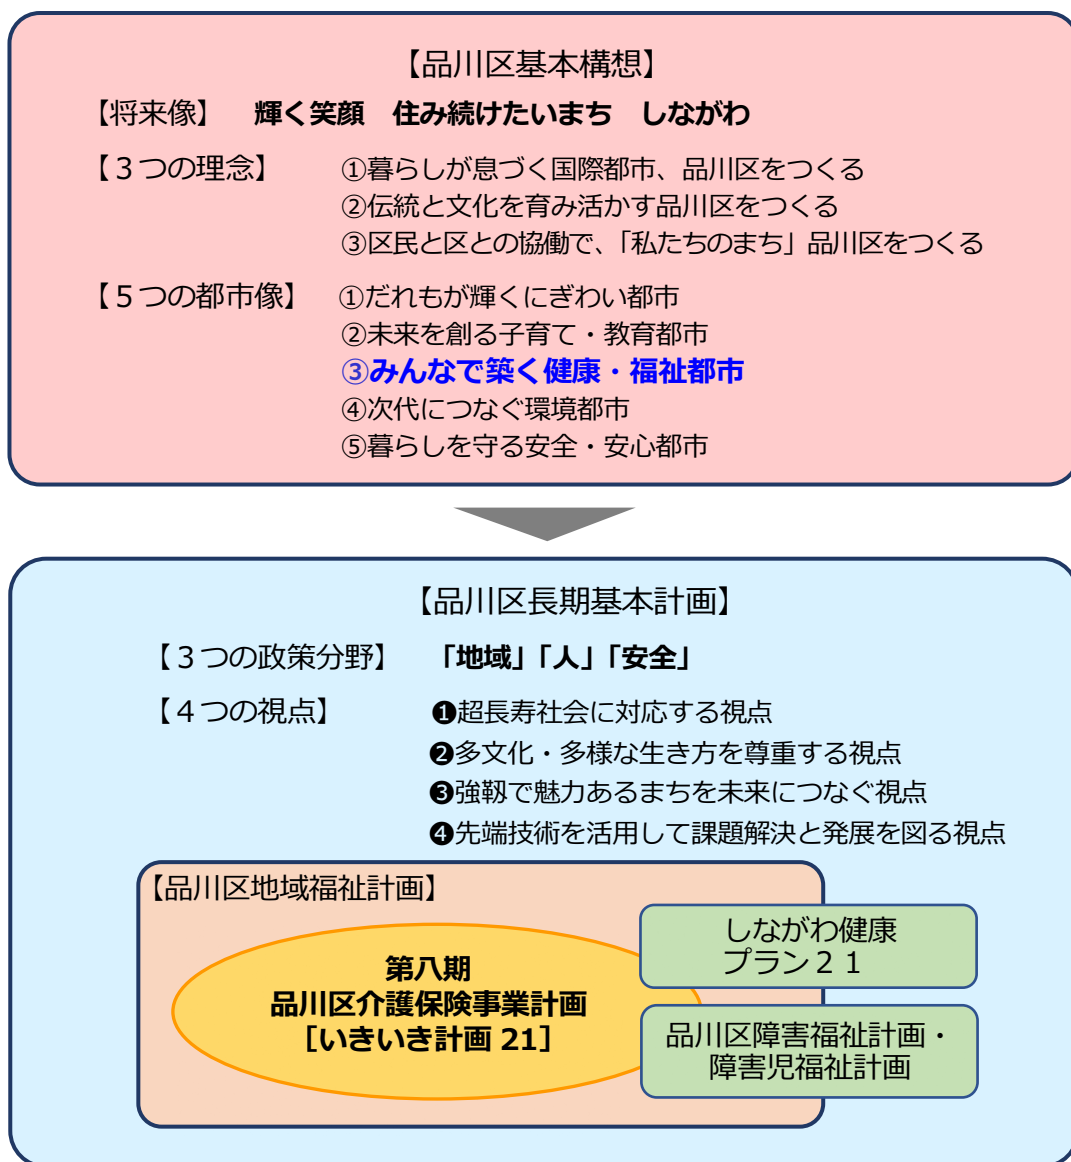 【品川区基本構想】
【将来像】　輝く笑顔　住み続けたいまち　しながわ
【３つの理念】　①暮らしが息づく国際都市、品川区をつくる
②伝統と文化を育み活かす品川区をつくる
③区民と区との協働で、「私たちのまち」品川区をつくる
【５つの都市像】　①だれもが輝くにぎわい都市
②未来を創る子育て・教育都市
③みんなで築く健康・福祉都市
④次代につなぐ環境都市
⑤暮らしを守る安全・安心都市
【品川区長期基本計画】
【３つの政策分野】　「地域」「人」「安全」
【４つの視点】　❶超長寿社会に対応する視点
❷多文化・多様な生き方を尊重する視点
❸強靱で魅力あるまちを未来につなぐ視点
❹先端技術を活用して課題解決と発展を図る視点
【品川区地域福祉計画】
第八期
品川区介護保険事業計画
［いきいき計画 21］
しながわ健康
プラン２１
品川区障害福祉計画・
障害児福祉計画